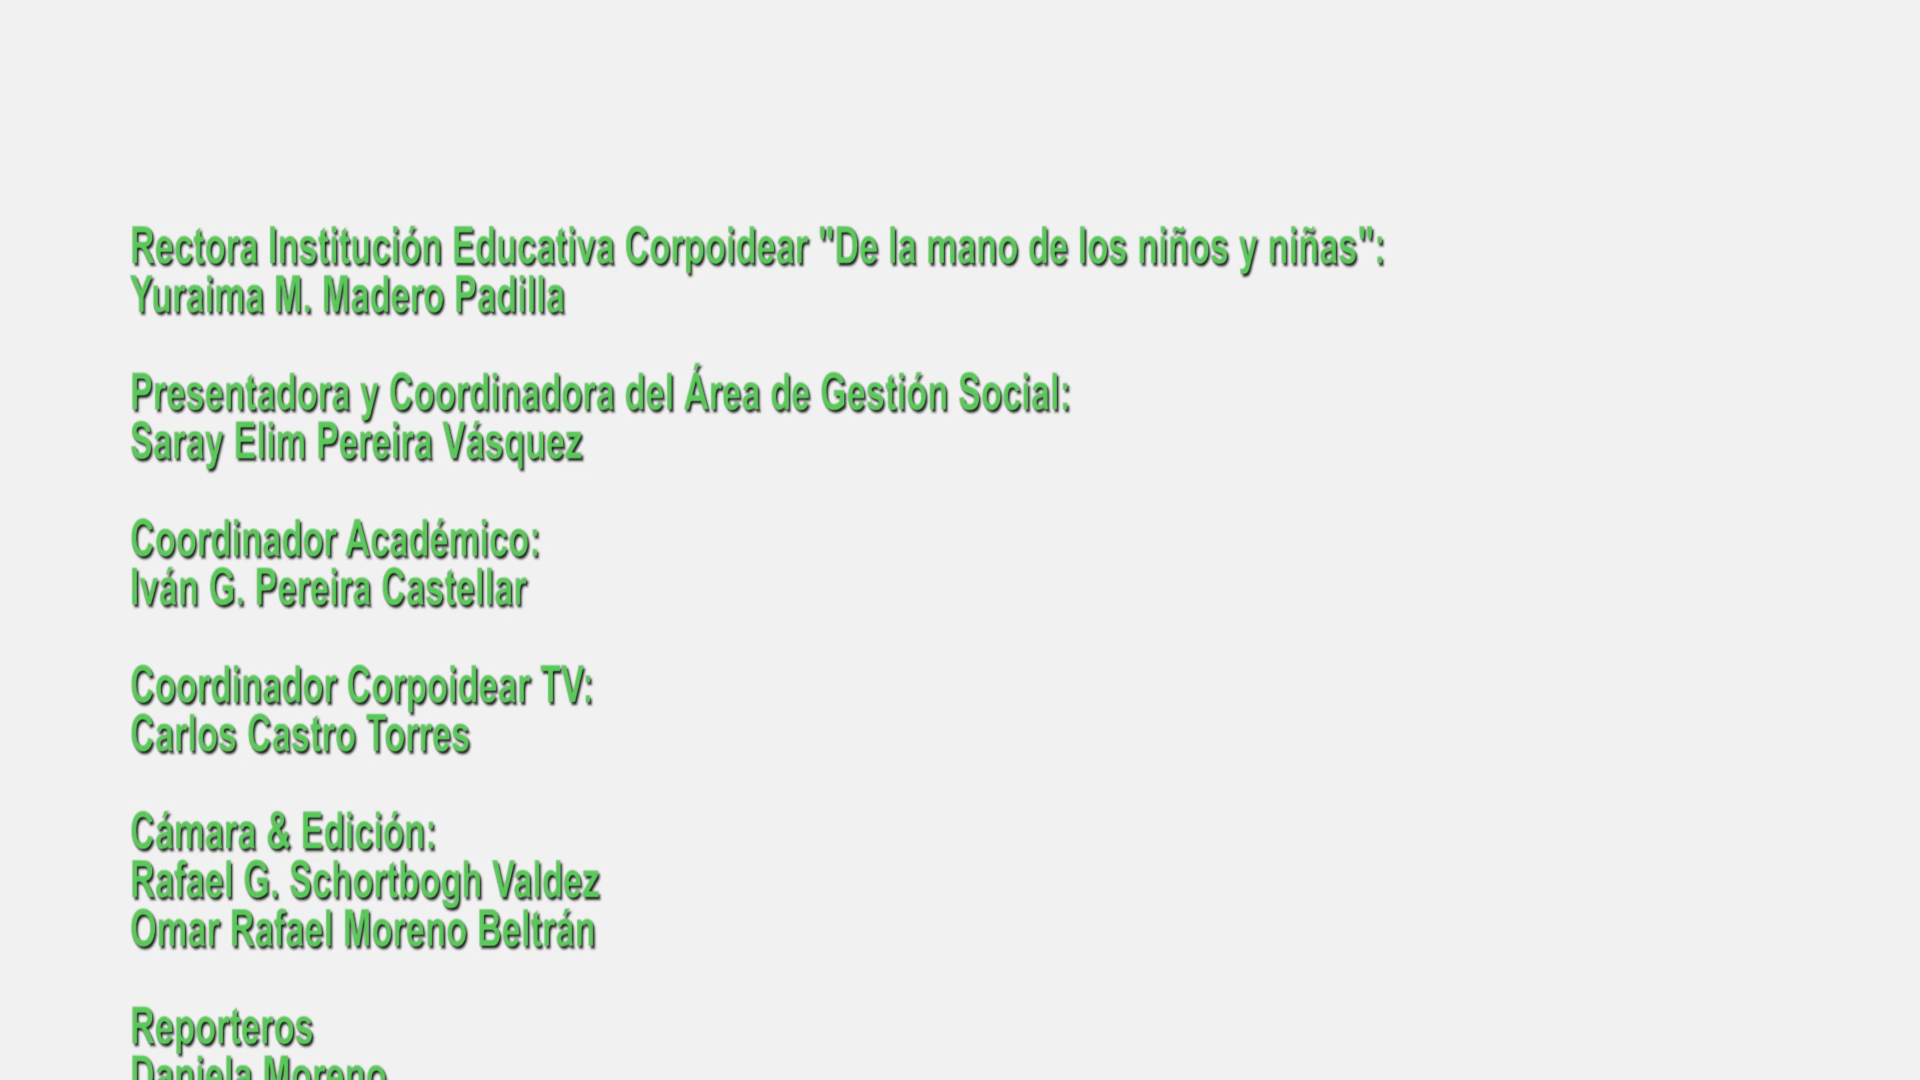 Rectora Institución Educativa Corpoidear "De la mano de los niños y niñas":
Yuraima M. Madero Padilla
Presentadora y Coordinadora del Área de Gestión Social:
Saray Elim Pereira Vásquez
Coordinador Académico:
Iván G. Pereira Castellar
Coordinador Corpoidear TV:
Carlos Castro Torres
Cámara & Edición:
Rafael G. Schortbogh Valdez
Omar Rafael Moreno Beltrán
Reporteros
Daniela Moreno